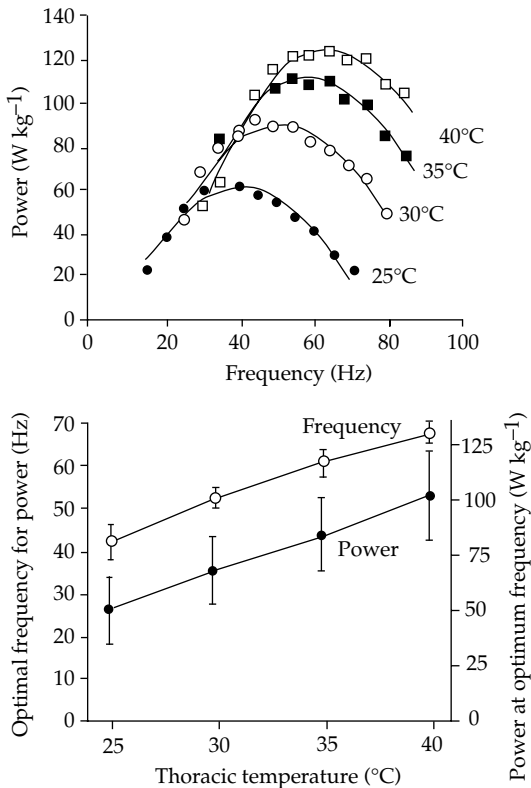 Power (W kg⁻¹)
140
120
100
80
60
40
120
0
40°C
35°C
30°C
25°C
0
20
40
60
80
100
Frequency (Hz)
Optimal frequency for power (Hz)
70
60
50
40
30
20
10
0
Frequency
Power
125
100
75
50
25
0
Power at optimum frequency (W kg⁻¹)
25
30
35
40
Thoracic temperature (°C)